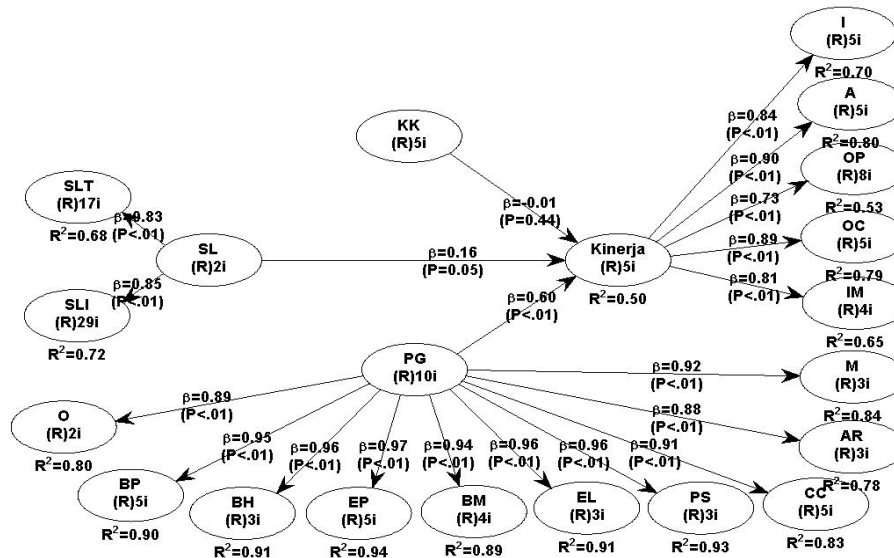 I
(R)5i
R²=0.70
A
(R)5i
R²=0.80
OP
(R)8i
R²=0.53
OC
(R)5i
R²=0.79
IM
(R)4i
R²=0.65
KK
(R)5i
β=0.84
(P<.01)
β=0.90
(P<.01)
β=0.73
(P<.01)
β=0.89
(P<.01)
β=0.81
(P<.01)
β=-0.01
(P=0.44)
SLT
(R)17i
R²=0.68
β=0.83
(P<.01)
SL
(R)2i
β=0.85
(P<.01)
SLI
(R)29i
R²=0.72
β=0.16
(P=0.05)
Kinerja
(R)5i
R²=0.50
β=0.60
(P<.01)
PG
(R)10i
β=0.92
(P<.01)
M
(R)3i
R²=0.84
β=0.88
(P<.01)
AR
(R)3i
R²=0.78
β=0.89
(P<.01)
O
(R)2i
R²=0.80
β=0.95
(P<.01)
β=0.96
(P<.01)
β=0.97
(P<.01)
β=0.94
(P<.01)
β=0.96
(P<.01)
β=0.96
(P<.01)
β=0.91
(P<.01)
BP
(R)5i
R²=0.90
BH
(R)3i
R²=0.91
EP
(R)5i
R²=0.94
BM
(R)4i
R²=0.89
EL
(R)3i
R²=0.91
PS
(R)3i
R²=0.93
CC
(R)5i
R²=0.83